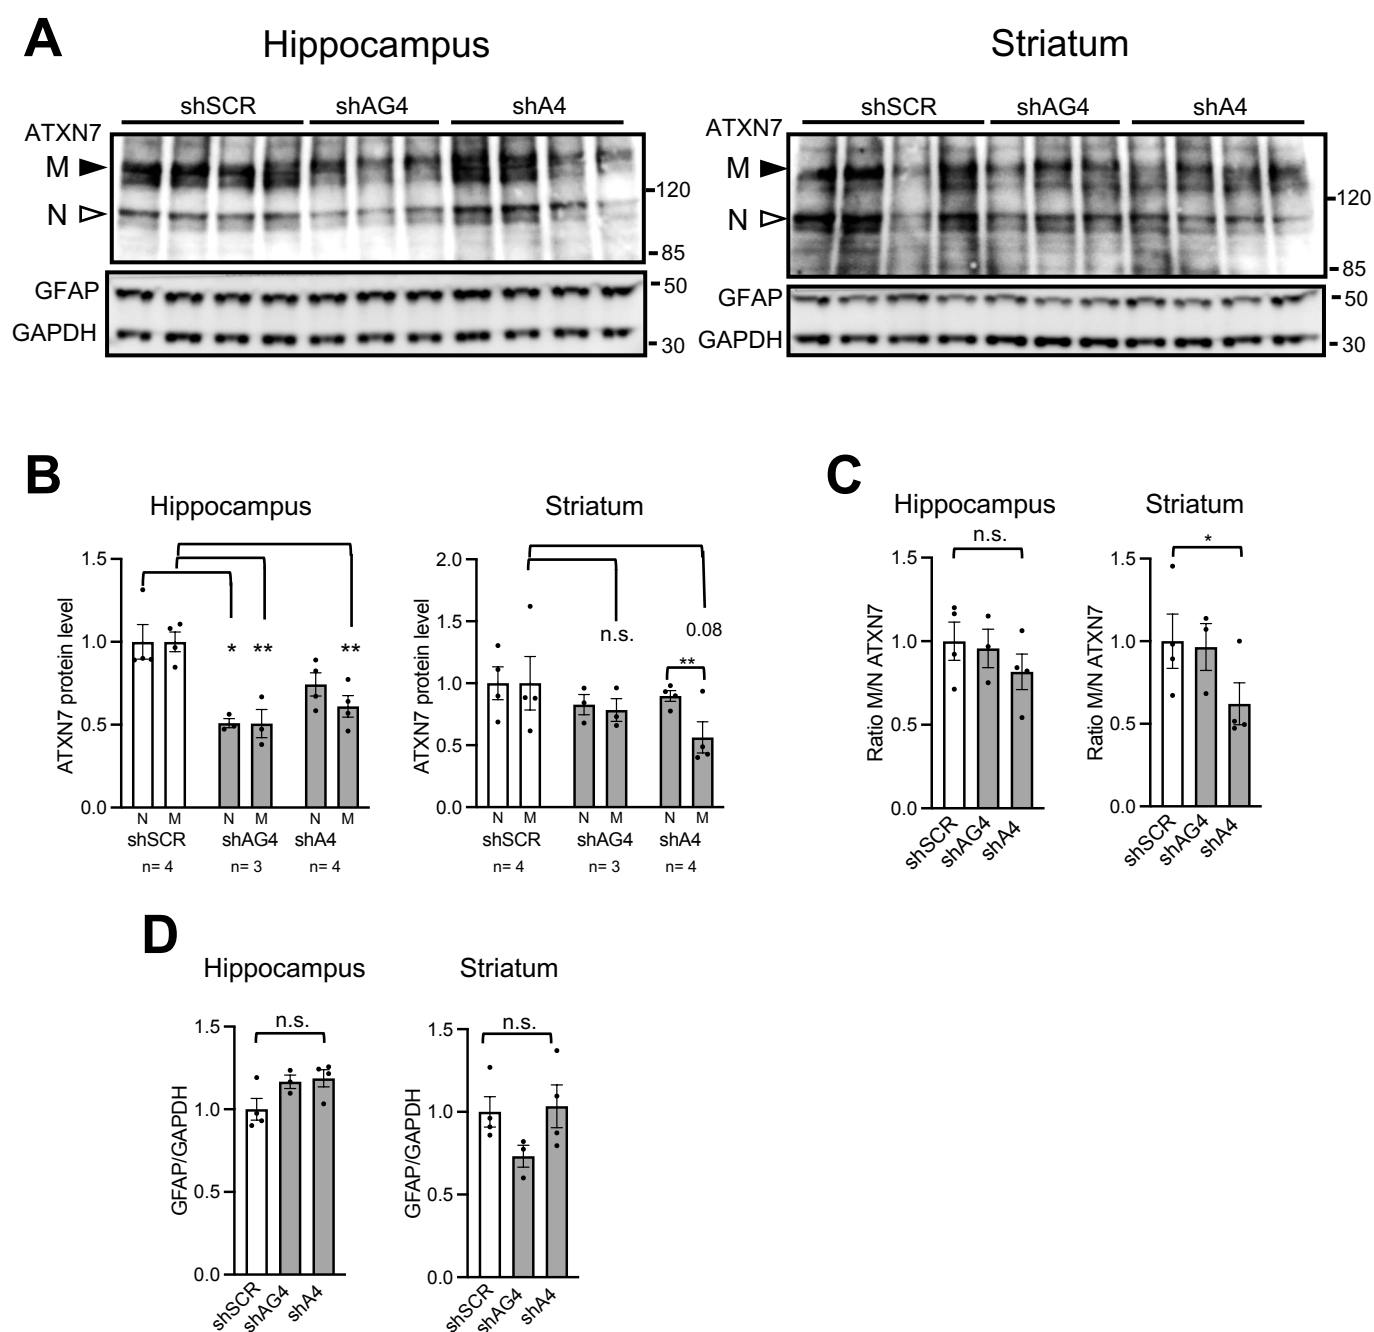 A
Hippocampus
Striatum
shSCR shAG4 shA4
ATXN7
M
N
120
85
GFAP
50
GAPDH
30
shSCR shAG4 shA4
ATXN7
M
N
120
85
GFAP
50
GAPDH
30
B
Hippocampus
ATXN7 protein level
1.5
1.0
0.5
0.0
* ** **
N M N M N M
shSCR shAG4 shA4
n= 4 n= 3 n= 4
Striatum
ATXN7 protein level
2.0
1.5
1.0
0.5
0.0
n.s.
0.08
**
N M N M N M
shSCR shAG4 shA4
n= 4 n= 3 n= 4
C
Hippocampus
n.s.
Ratio M/N ATXN7
1.5
1.0
0.5
0.0
shSCR shAG4 shA4
Striatum
*
Ratio M/N ATXN7
1.5
1.0
0.5
0.0
shSCR shAG4 shA4
D
Hippocampus
n.s.
GFAP/GAPDH
1.5
1.0
0.5
0.0
shSCR shAG4 shA4
Striatum
n.s.
GFAP/GAPDH
1.5
1.0
0.5
0.0
shSCR shAG4 shA4